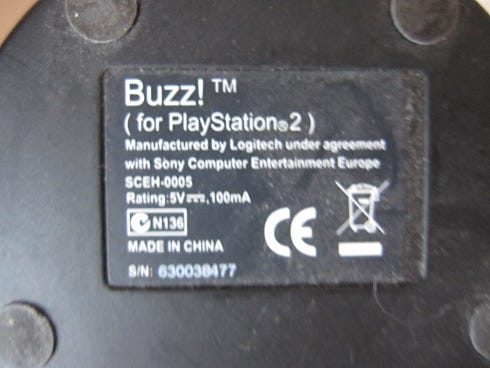 Buzz! ™
( for PlayStation®2 )
Manufactured by Logitech under agreement
with Sony Computer Entertainment Europe
SCEH-0005
Rating:5V⎓,100mA
N136
CE
MADE IN CHINA
S/N: 630038477